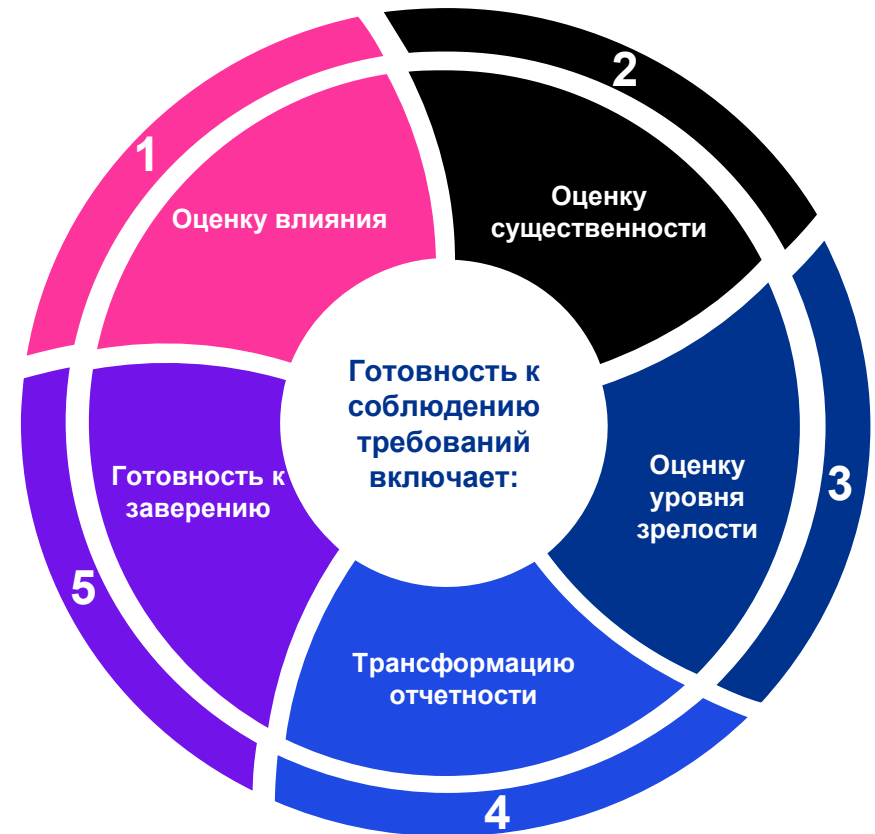 Готовность к
соблюдению
требований
включает:
1
Оценку влияния
2
Оценку
существенности
3
Оценку
уровня
зрелости
4
Трансформацию
отчетности
5
Готовность к
заверению